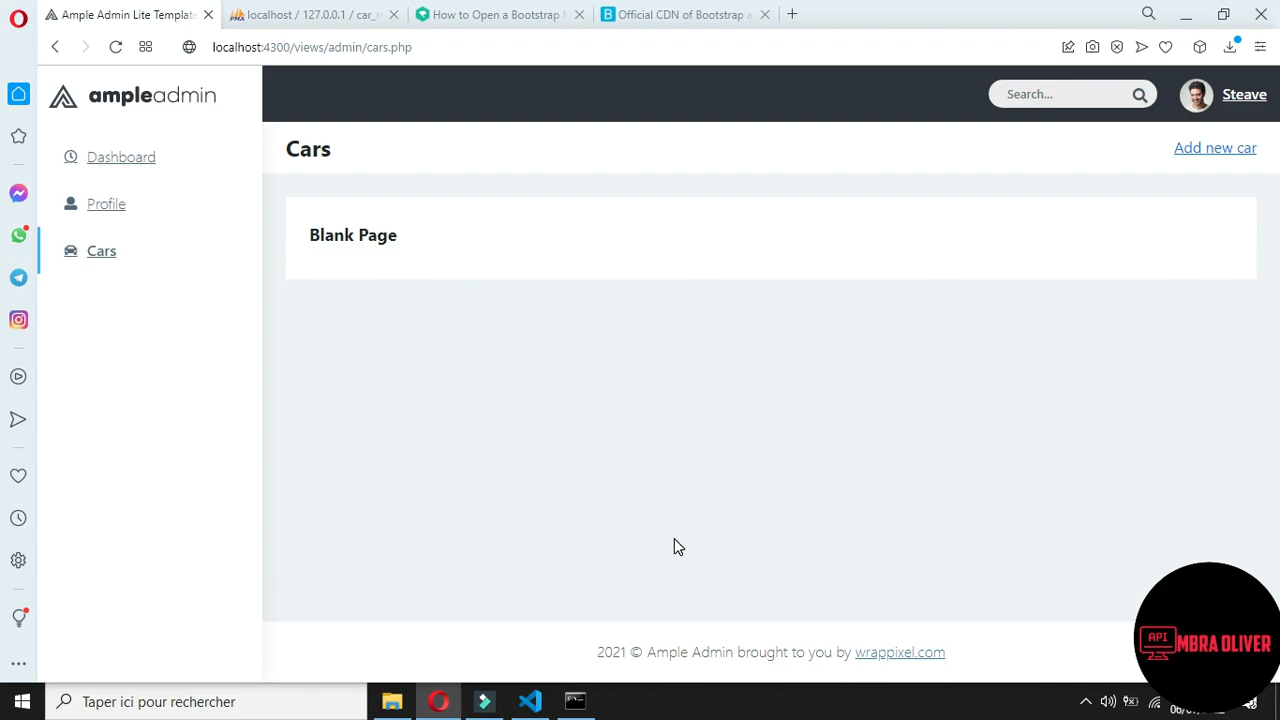 Ample Admin Lite Template
localhost / 127.0.0.1 / car_r
How to Open a Bootstrap M
Official CDN of Bootstrap a
localhost:4300/views/admin/cars.php
ampleadmin
Search...
Steave
Dashboard
Profile
Cars
Cars
Add new car
Blank Page
2021 © Ample Admin brought to you by wrappixel.com
API
MBRA OLIVER
Taper ici pour rechercher